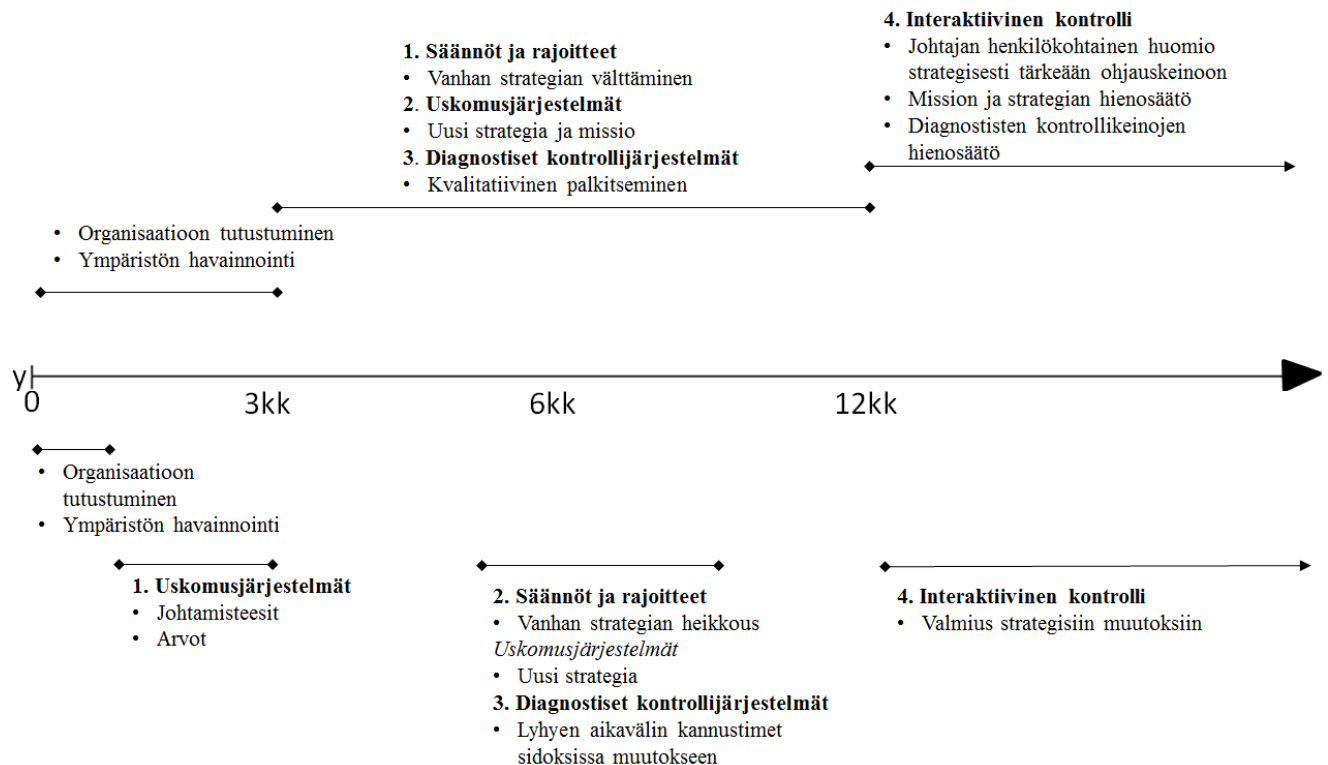 4. Interaktiivinen kontrolli
• Johtajan henkilökohtainen huomio
strategisesti tärkeään ohjauskeinoon
• Mission ja strategian hienosäätö
• Diagnostisten kontrollikeinojen
hienosäätö
1. Säännöt ja rajoitteet
• Vanhan strategian välttäminen
2. Uskomusjärjestelmät
• Uusi strategia ja missio
3. Diagnostiset kontrollijärjestelmät
• Kvalitatiivinen palkitseminen
• Organisaatioon tutustuminen
• Ympäristön havainnointi
y
0 3kk 6kk 12kk
• Organisaatioon
tutustuminen
• Ympäristön havainnointi
1. Uskomusjärjestelmät
• Johtamisteesit
• Arvot
2. Säännöt ja rajoitteet
• Vanhan strategian heikkous
Uskomusjärjestelmät
• Uusi strategia
3. Diagnostiset kontrollijärjestelmät
• Lyhyen aikavälin kannustimet
sidoksissa muutokseen
4. Interaktiivinen kontrolli
• Valmius strategisiin muutoksiin